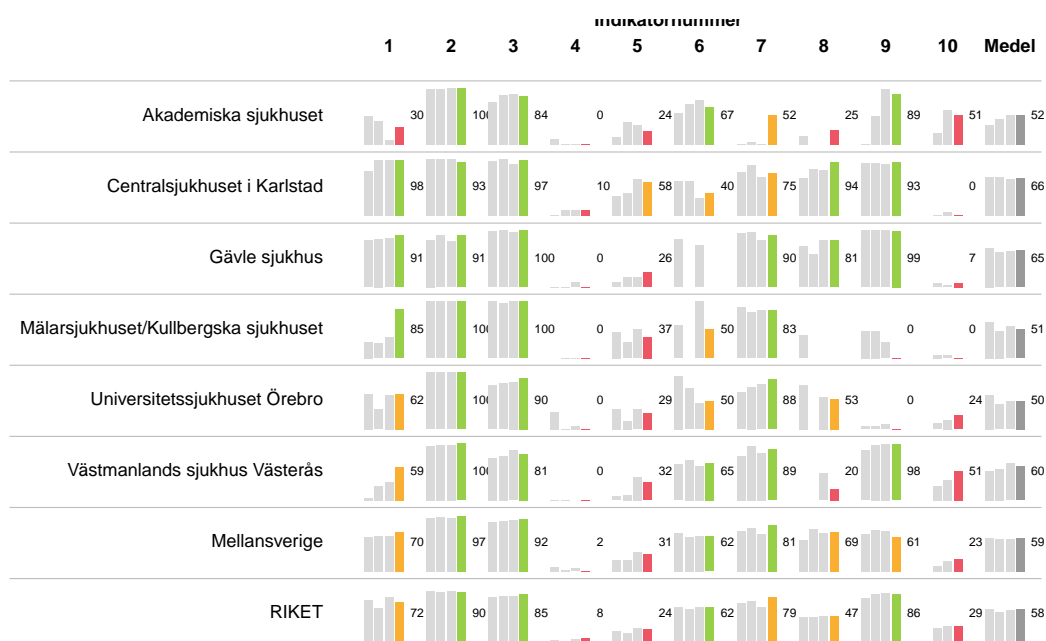 Indikatornummer
1 2 3 4 5 6 7 8 9 10 Medel
Akademiska sjukhuset 30 100 84 0 24 67 52 25 89 51 52
Centralsjukhuset i Karlstad 98 93 97 10 58 40 75 94 93 0 66
Gävle sjukhus 91 91 100 0 26 90 81 99 7 65
Mälarsjukhuset/Kullbergska sjukhuset 85 100 100 0 37 50 83 0 0 51
Universitetssjukhuset Örebro 62 100 90 0 29 50 88 53 0 24 50
Västmanlands sjukhus Västerås 59 100 81 0 32 65 89 20 98 51 60
Mellansverige 70 97 92 2 31 62 81 69 61 23 59
RIKET 72 90 85 8 24 62 79 47 86 29 58